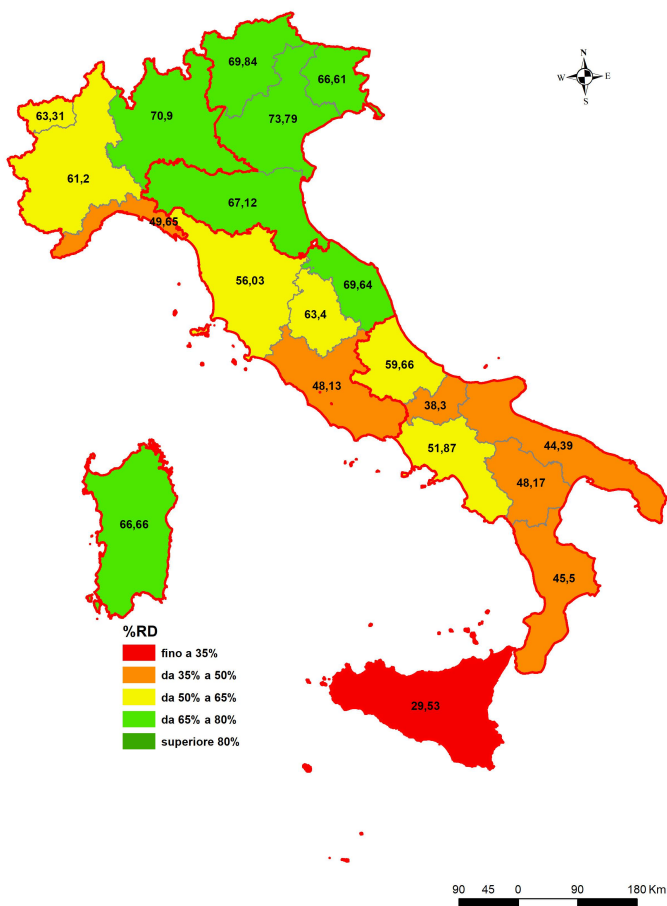 69,84
66,61
N
W E
S
63,31
70,9
73,79
61,2
67,12
49,65
56,03
69,64
63,4
59,66
48,13
38,3
44,39
51,87
48,17
66,66
45,5
%RD
fino a 35%
da 35% a 50%
da 50% a 65%
da 65% a 80%
superiore 80%
29,53
90 45 0 90 180 Km